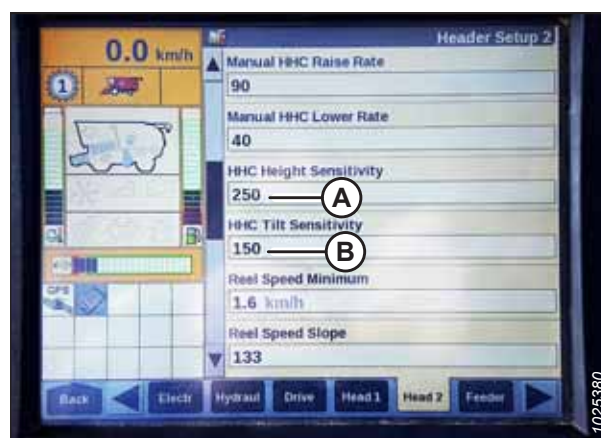 0.0 km/h
Header Setup 2
1
Manual HHC Raise Rate
90
Manual HHC Lower Rate
40
HHC Height Sensitivity
250
A
HHC Tilt Sensitivity
150
B
Reel Speed Minimum
1.6 km/h
GPS
Reel Speed Slope
133
Back
Electr
Hydraul
Drive
Head 1
Head 2
Feeder
1025380